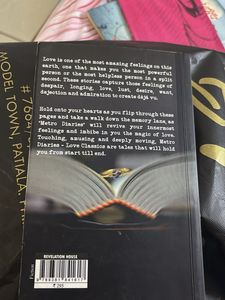 Love is one of the most amazing feelings on this
earth, one that makes you the most powerful
person or the most helpless person in a split
second. These stories capture those feelings of
despair, longing, love, lust, desire, want,
dejection and admiration to create déjà vu.
Hold onto your hearts as you flip through these
pages and take a walk down the memory lane, as
'Metro Diaries' will revive your innermost
feelings and imbibe in you the magic of love.
Touching, amusing and deeply moving, Metro
Diaries - Love Classics are tales that will hold
you from start till end.
REVELATION HOUSE
₹ 295
MODEL TOWN, PATIALA, P